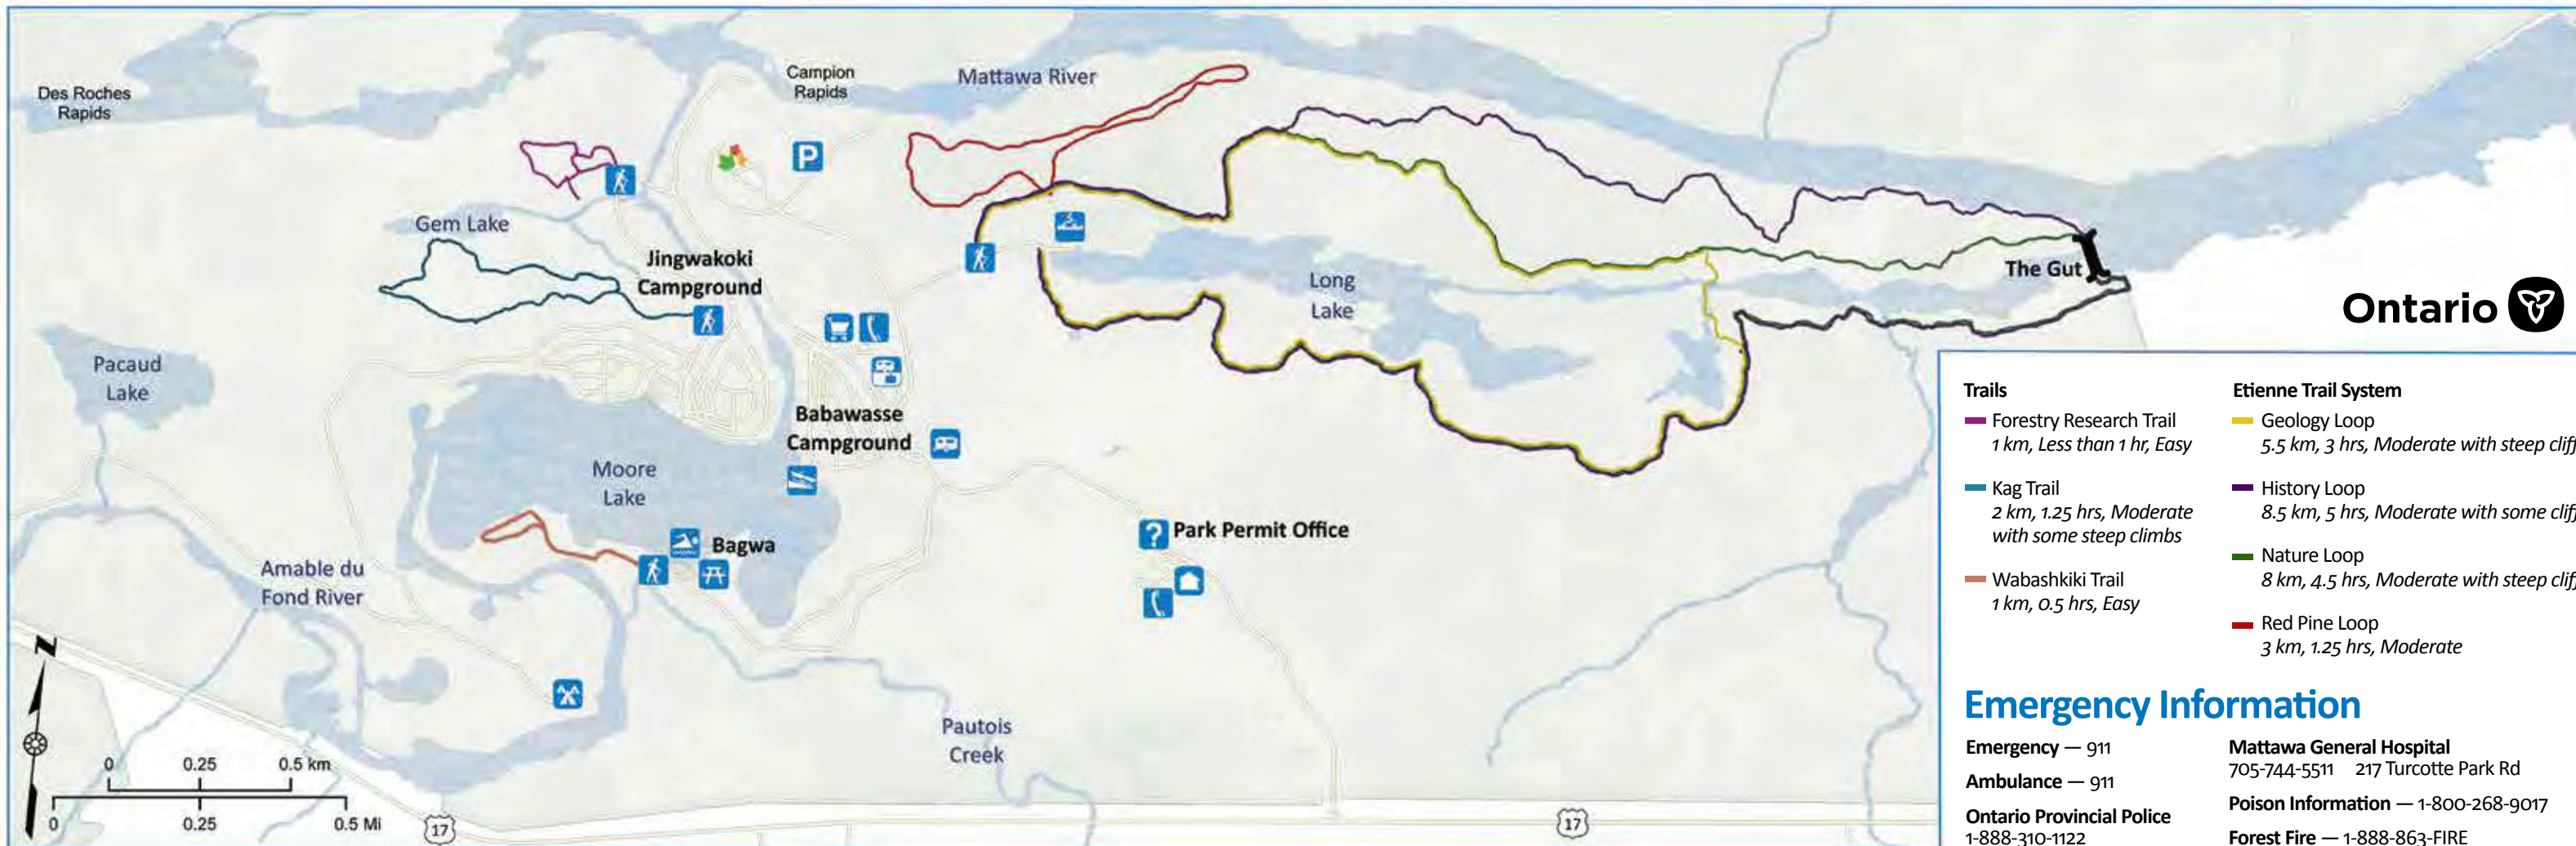 Des Roches
Rapids
Campion
Rapids
Mattawa River
P
Gem Lake
Jingwakoki
Campground
Long
Lake
The Gut
Ontario
Pacaud
Lake
Babawasse
Campground
Moore
Lake
Bagwa
? Park Permit Office
Amable du
Fond River
Pautois
Creek
N
0 0.25 0.5 km
0 0.25 0.5 Mi
17
17
Trails
Forestry Research Trail
1 km, Less than 1 hr, Easy
Kag Trail
2 km, 1.25 hrs, Moderate
with some steep climbs
Wabashkiki Trail
1 km, 0.5 hrs, Easy
Etienne Trail System
Geology Loop
5.5 km, 3 hrs, Moderate with steep cliff
History Loop
8.5 km, 5 hrs, Moderate with some cliff
Nature Loop
8 km, 4.5 hrs, Moderate with steep cliff
Red Pine Loop
3 km, 1.25 hrs, Moderate
Emergency Information
Emergency — 911
Ambulance — 911
Ontario Provincial Police
1-888-310-1122
Mattawa General Hospital
705-744-5511 217 Turcotte Park Rd
Poison Information — 1-800-268-9017
Forest Fire — 1-888-863-FIRE